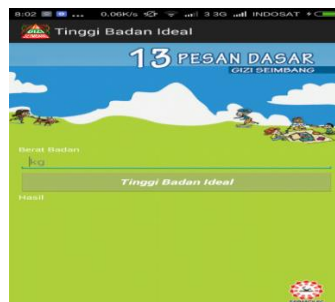 8:02 ... 0.06K/s 3 3G INDOSAT
Tinggi Badan Ideal
13 PESAN DASAR
GIZI SEIMBANG
Berat Badan
kg
Tinggi Badan Ideal
Hasil